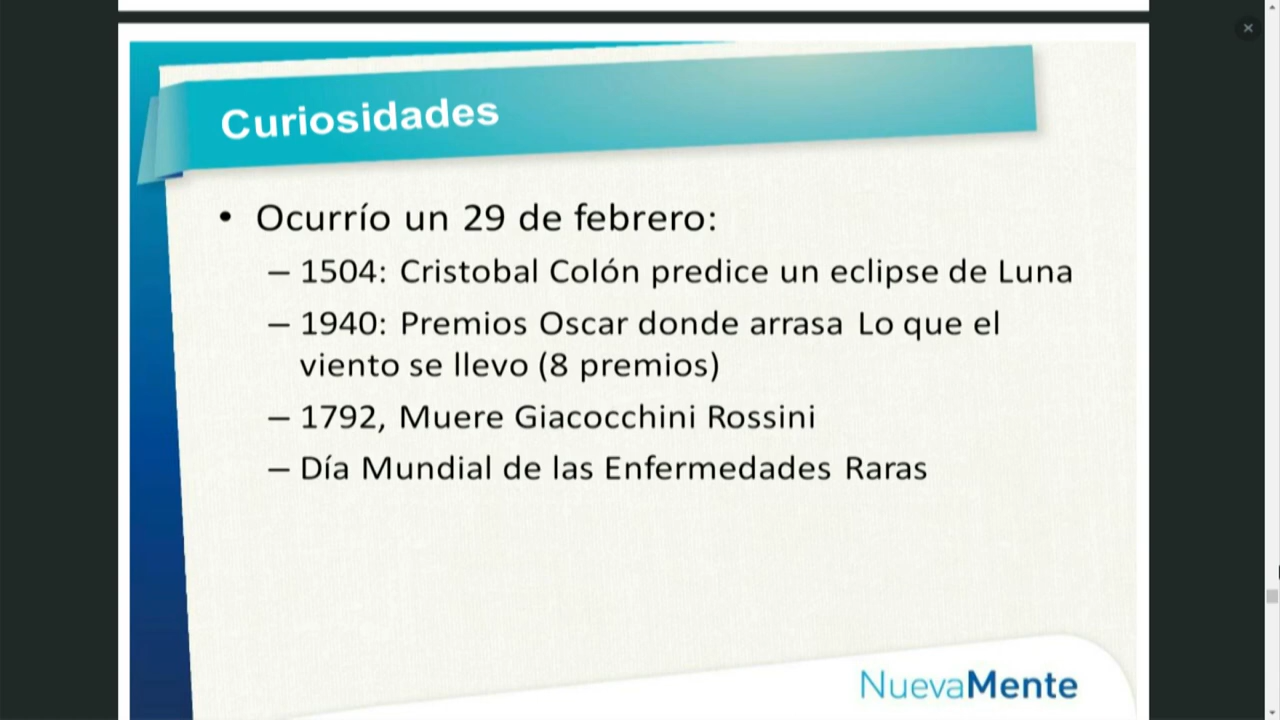 Curiosidades
• Ocurrío un 29 de febrero:
– 1504: Cristobal Colón predice un eclipse de Luna
– 1940: Premios Oscar donde arrasa Lo que el
viento se llevo (8 premios)
– 1792, Muere Giacocchini Rossini
– Día Mundial de las Enfermedades Raras
NuevaMente